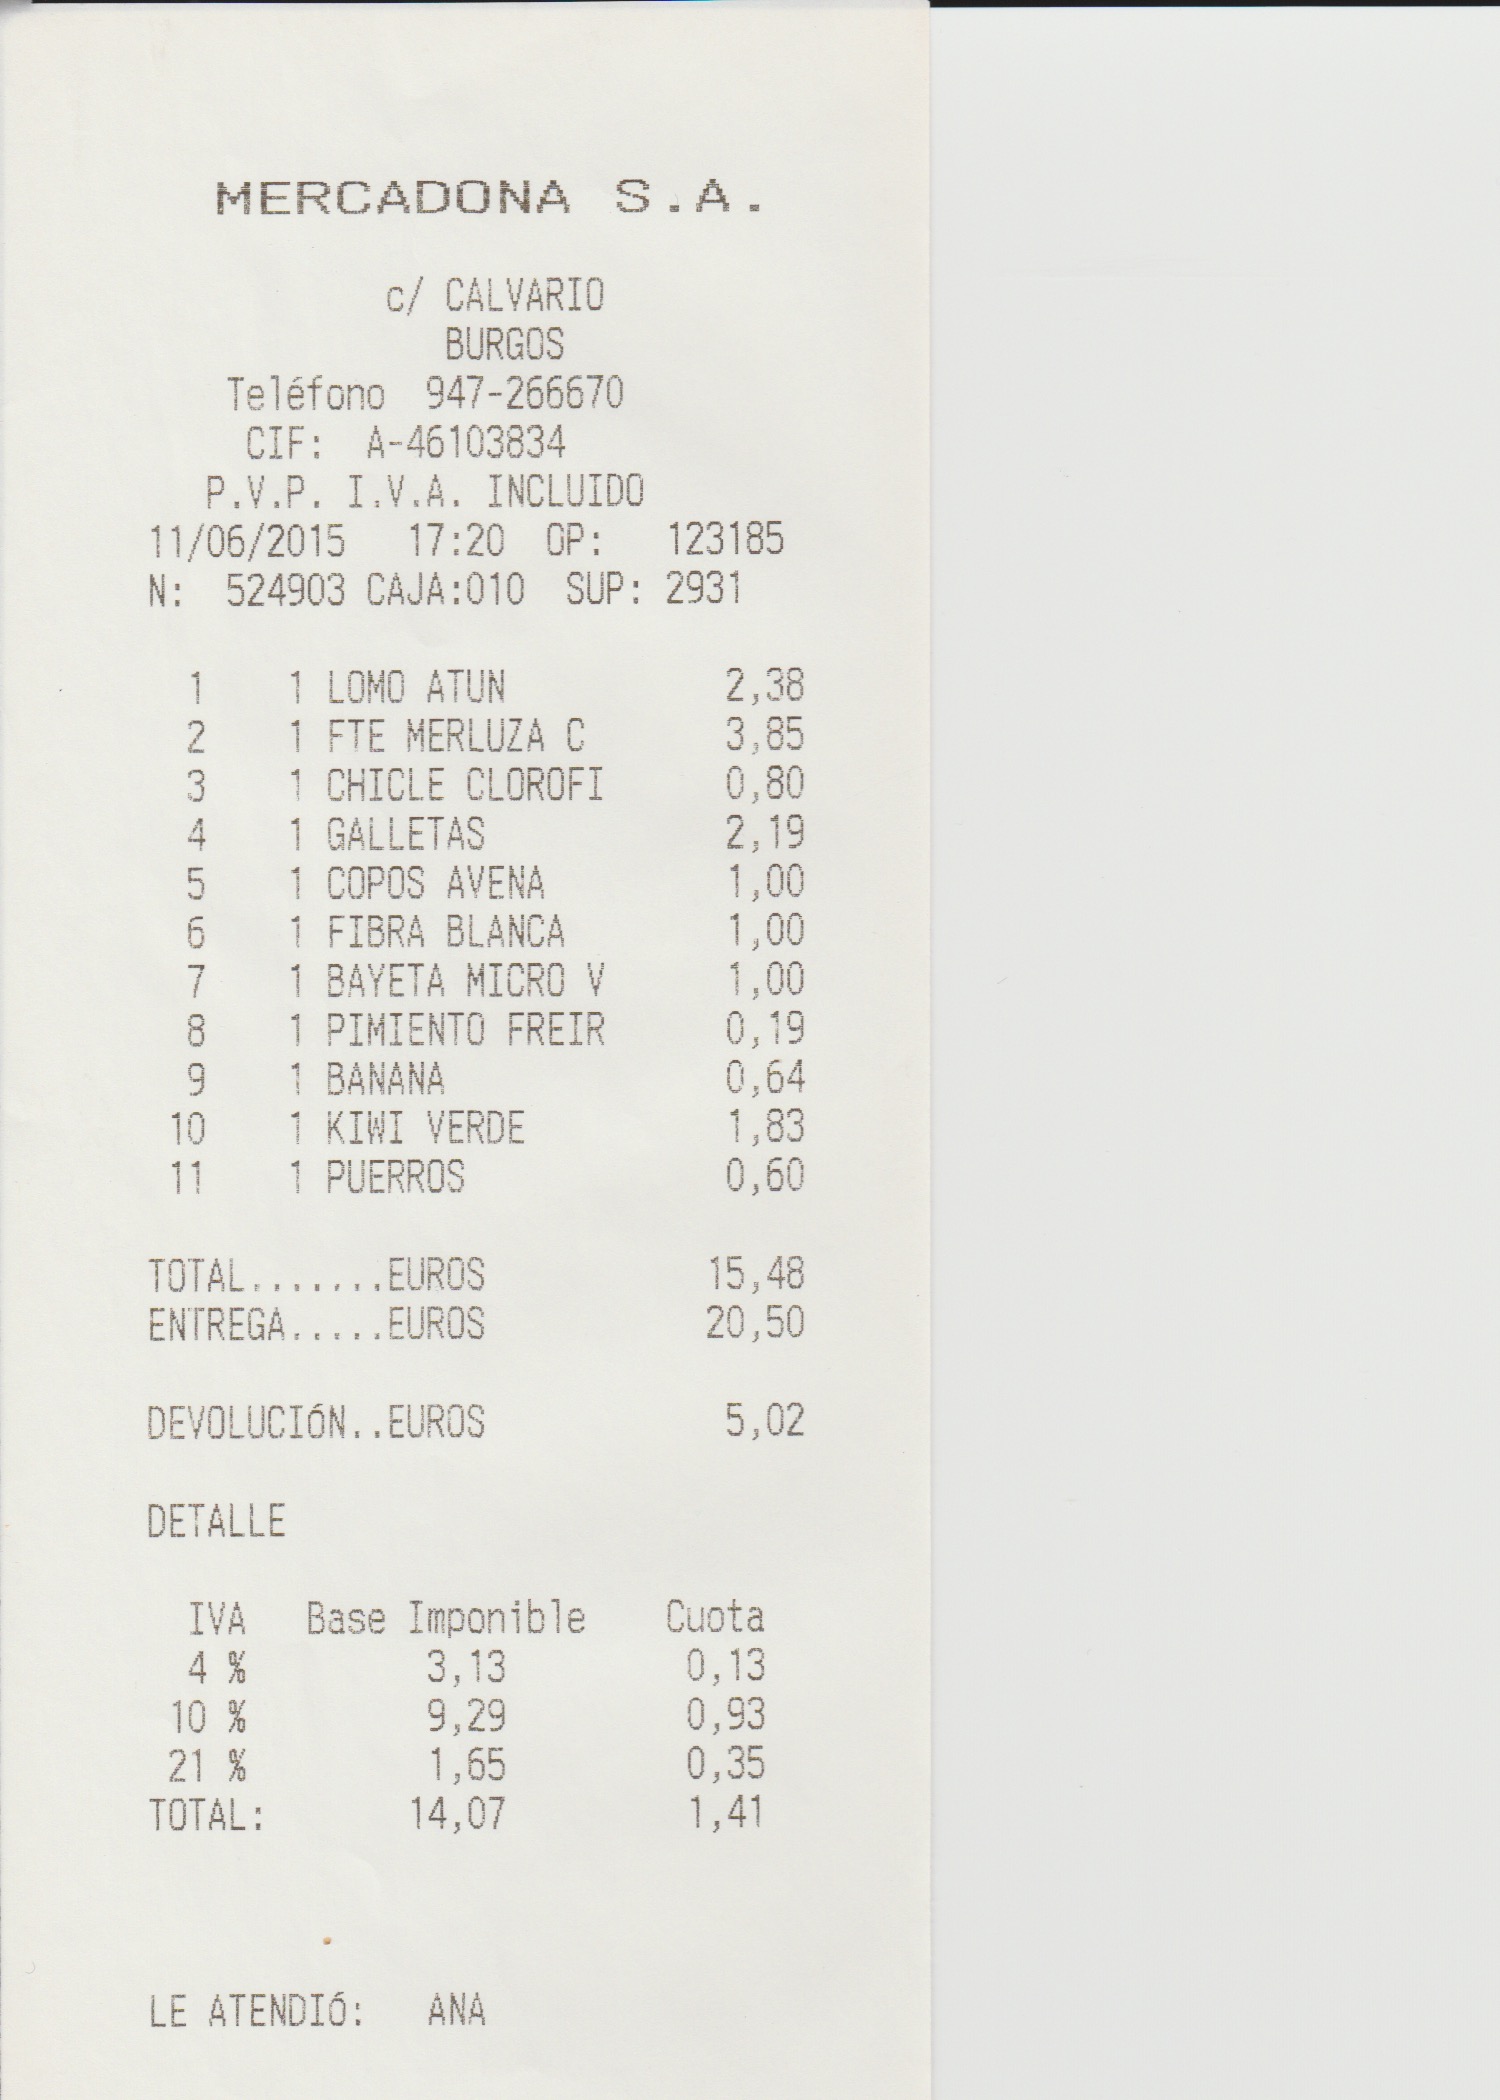 MERCADONA S.A.
c/ CALVARIO
BURGOS
Teléfono 947-266670
CIF: A-46103834
P.V.P. I.V.A. INCLUIDO
11/06/2015 17:20 OP: 123185
N: 524903 CAJA:010 SUP: 2931
1 1 LOMO ATUN 2,38
2 1 FTE MERLUZA C 3,85
3 1 CHICLE CLOROFI 0,80
4 1 GALLETAS 2,19
5 1 COPOS AVENA 1,00
6 1 FIBRA BLANCA 1,00
7 1 BAYETA MICRO V 1,00
8 1 PIMIENTO FREIR 0,19
9 1 BANANA 0,64
10 1 KIWI VERDE 1,83
11 1 PUERROS 0,60
TOTAL.......EUROS 15,48
ENTREGA.....EUROS 20,50
DEVOLUCIÓN..EUROS 5,02
DETALLE
IVA Base Imponible Cuota
4 % 3,13 0,13
10 % 9,29 0,93
21 % 1,65 0,35
TOTAL: 14,07 1,41
LE ATENDIÓ: ANA